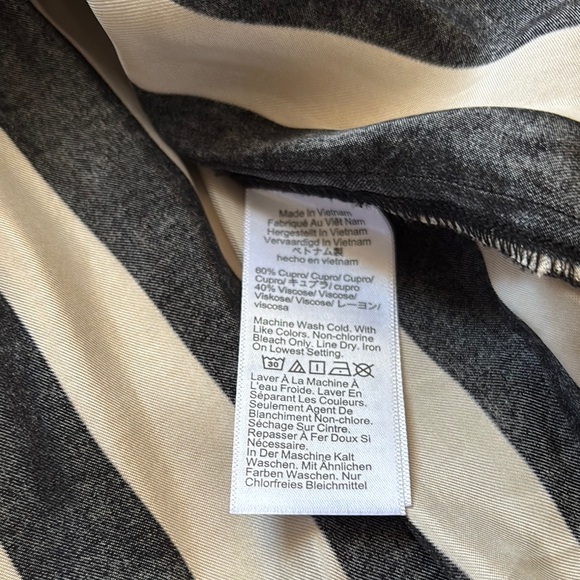 Made In Vietnam
Fabriqué Au Việt Nam
Hergestellt In Vietnam
Vervaardigd In Vietnam
ベトナム製
hecho en vietnam
60% Cupro/ Cupro/ Cupro/
Cupro/ キュプラ/ cupro
40% Viscose/ Viscose/
Viskose/ Viscose/ レーヨン/
viscosa
Machine Wash Cold. With
Like Colors. Non-chlorine
Bleach Only. Line Dry. Iron
On Lowest Setting.
30
Laver À La Machine À
L'eau Froide. Laver En
Séparant Les Couleurs.
Seulement Agent De
Blanchiment Non-chlorux.
Séchage Sur Cintre.
Repasser À Fer Doux Si
Nécessaire.
In Der Maschine Kalt
Waschen. Mit Ähnlichen
Farben Waschen. Nur
Chlorfreies Bleichmittel